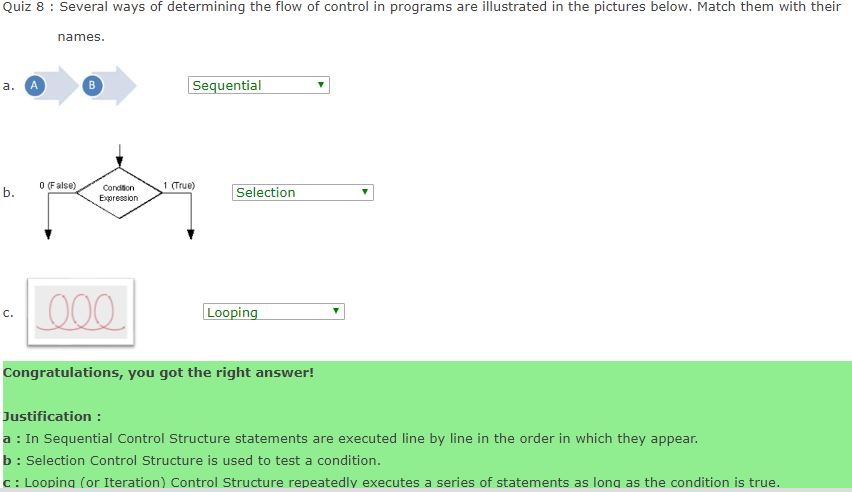 Quiz 8 : Several ways of determining the flow of control in programs are illustrated in the pictures below. Match them with their
names.
a. A B Sequential
0 (False) Condition 1 (True)
b. Expression Selection
c. Looping
Congratulations, you got the right answer!
Justification :
a : In Sequential Control Structure statements are executed line by line in the order in which they appear.
b : Selection Control Structure is used to test a condition.
c : Looping (or Iteration) Control Structure repeatedly executes a series of statements as long as the condition is true.